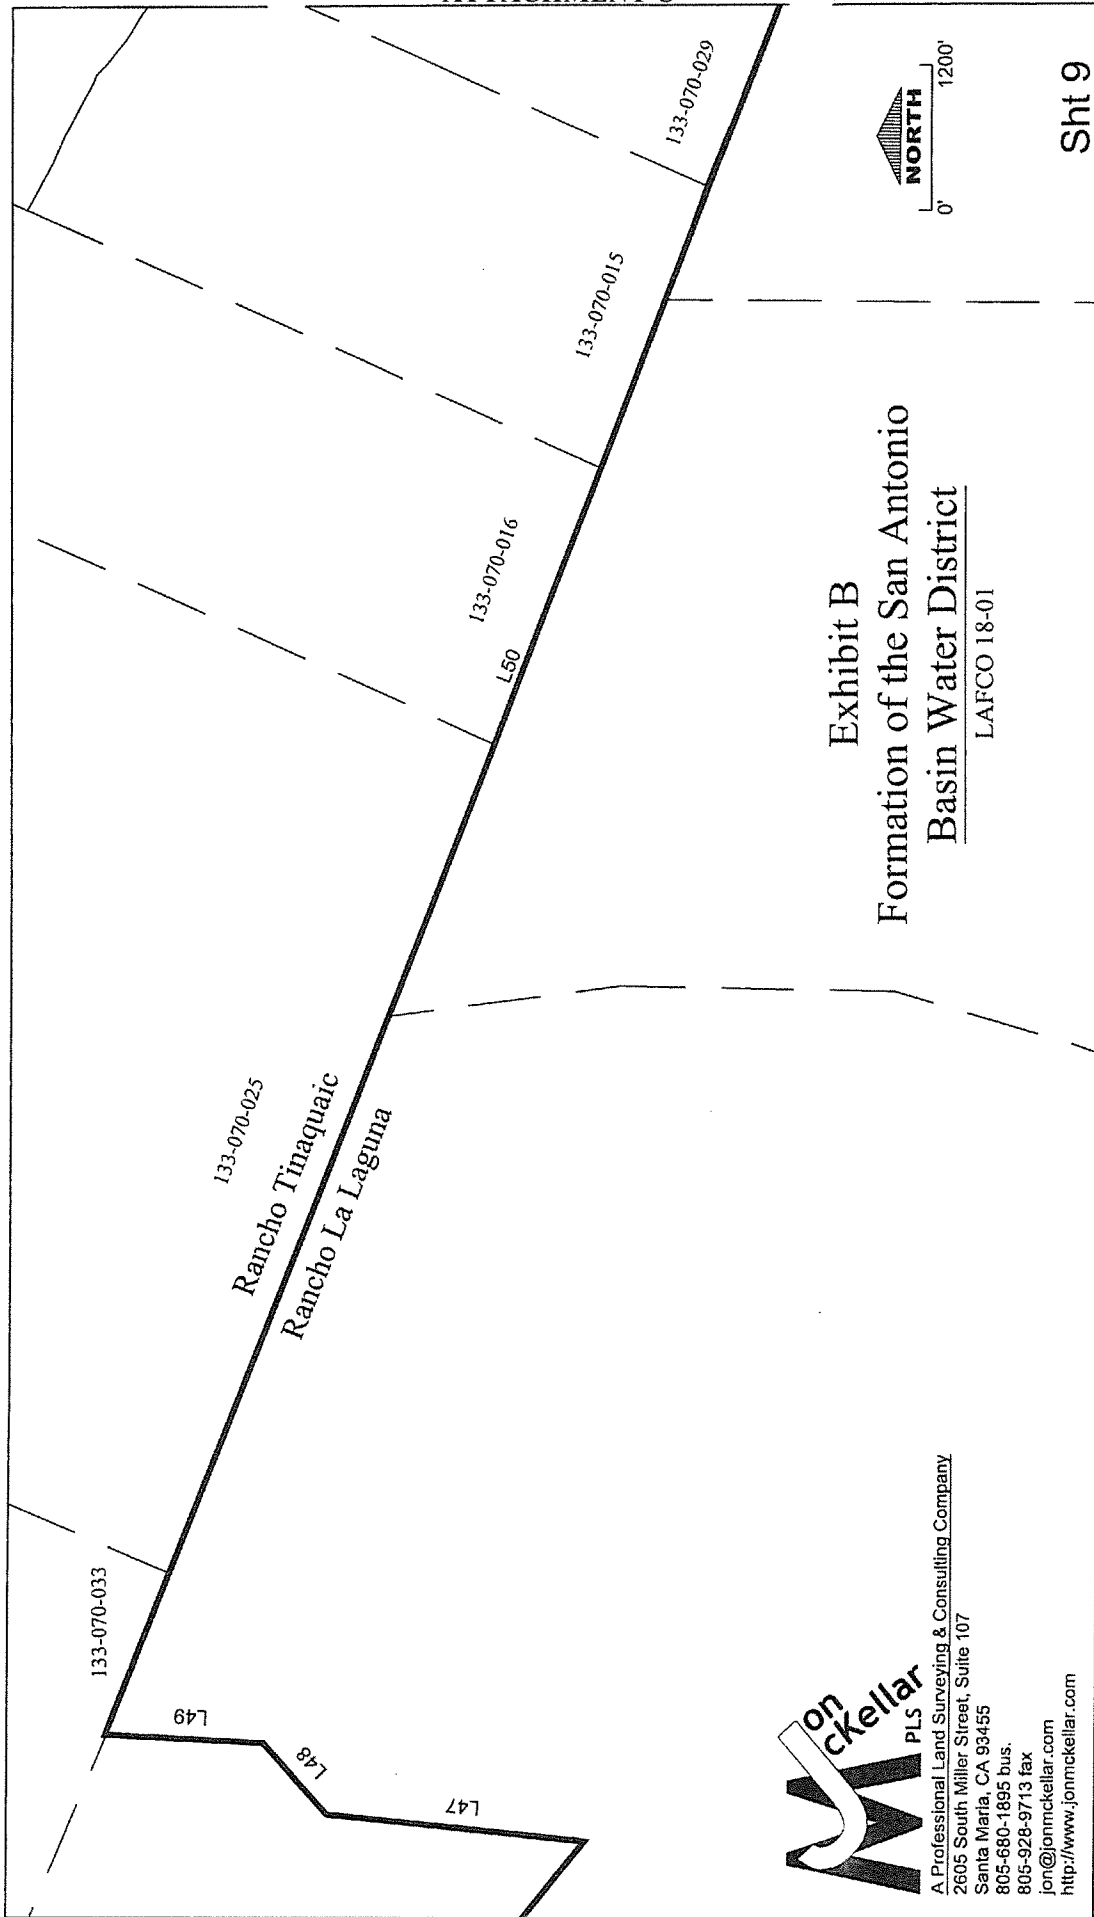 133-070-033
133-070-025
Rancho Tinaquaic
Rancho La Laguna
133-070-016
133-070-015
133-070-029
L49
L48
L47
L50
Exhibit B
Formation of the San Antonio
Basin Water District
LAFCO 18-01
NORTH
0' 1200'
Sht 9
Jon
McKellar
PLS
A Professional Land Surveying & Consulting Company
2605 South Miller Street, Suite 107
Santa Maria, CA 93455
805-680-1895 bus.
805-928-9713 fax
jon@jonmckellar.com
http://www.jonmckellar.com